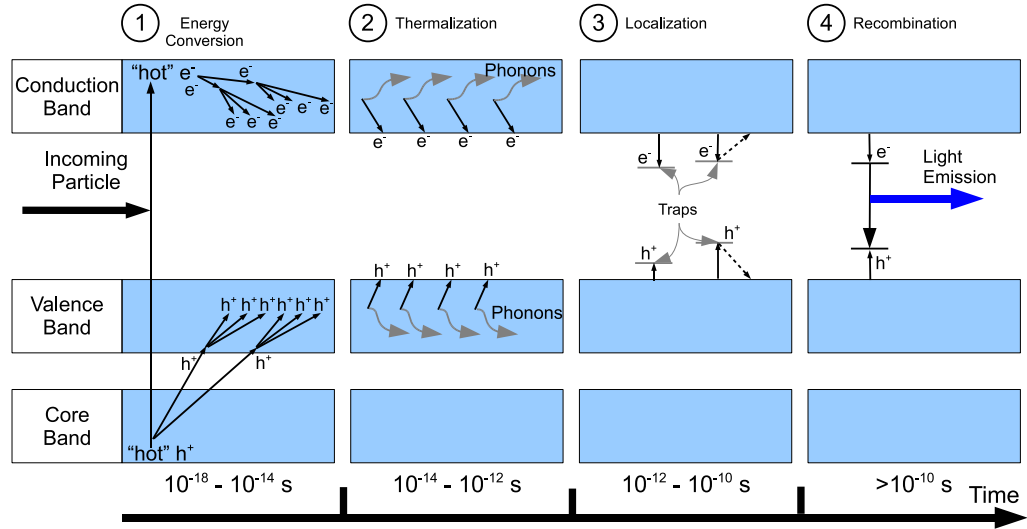 1 Energy
Conversion
2 Thermalization
3 Localization
4 Recombination
Conduction
Band
"hot" e⁻
e⁻
e⁻
e⁻ e⁻ e⁻
e⁻ e⁻ e⁻
Phonons
e⁻ e⁻ e⁻ e⁻
Incoming
Particle
e⁻
e⁻
Traps
h⁺
h⁺
e⁻
Light
Emission
h⁺
Valence
Band
h⁺ h⁺ h⁺ h⁺ h⁺ h⁺
h⁺
h⁺
h⁺ h⁺ h⁺ h⁺
Phonons
Core
Band
"hot" h⁺
10⁻¹⁸ - 10⁻¹⁴ s
10⁻¹⁴ - 10⁻¹² s
10⁻¹² - 10⁻¹⁰ s
>10⁻¹⁰ s
Time